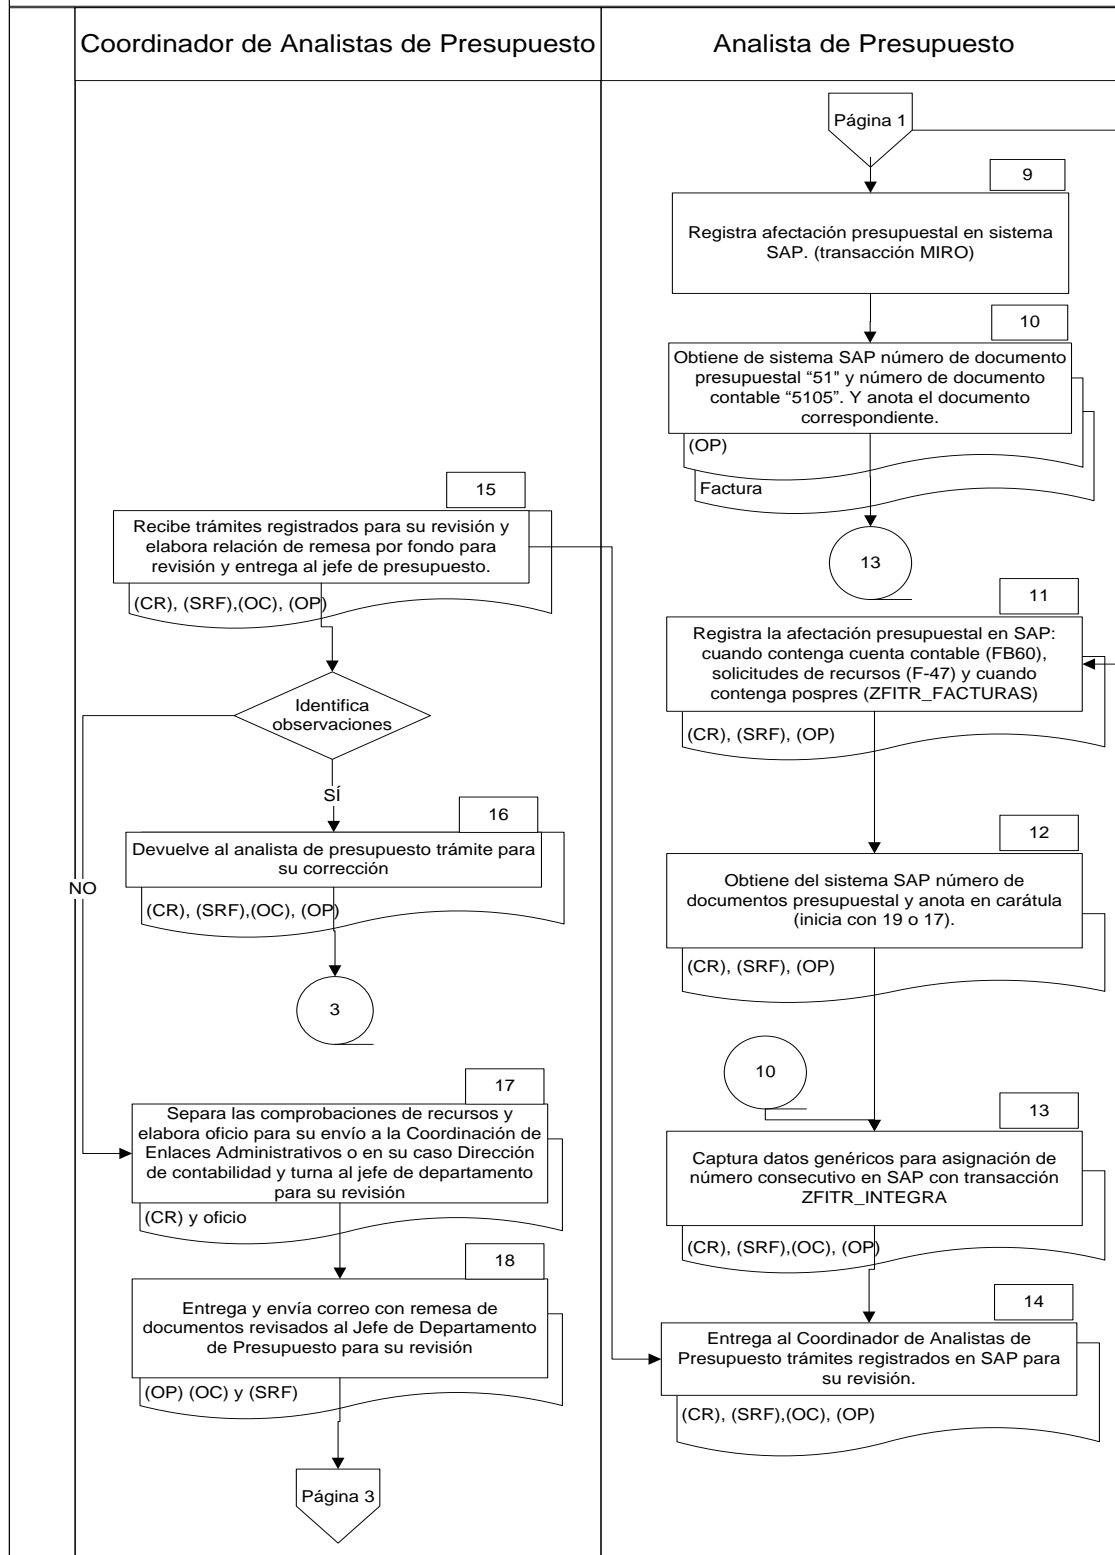 Coordinador de Analistas de Presupuesto
Analista de Presupuesto
Página 1
9
Registra afectación presupuestal en sistema
SAP. (transacción MIRO)
10
Obtiene de sistema SAP número de documento
presupuestal “51" y número de documento
contable “5105”. Y anota el documento
correspondiente.
(OP)
Factura
13
11
Registra la afectación presupuestal en SAP:
cuando contenga cuenta contable (FB60),
solicitudes de recursos (F-47) y cuando
contenga pospres (ZFITR_FACTURAS)
(CR), (SRF), (OP)
12
Obtiene del sistema SAP número de
documentos presupuestal y anota en carátula
(inicia con 19 o 17).
(CR), (SRF), (OP)
10
13
Captura datos genéricos para asignación de
número consecutivo en SAP con transacción
ZFITR_INTEGRA
(CR), (SRF),(OC), (OP)
14
Entrega al Coordinador de Analistas de
Presupuesto trámites registrados en SAP para
su revisión.
(CR), (SRF),(OC), (OP)
15
Recibe trámites registrados para su revisión y
elabora relación de remesa por fondo para
revisión y entrega al jefe de presupuesto.
(CR), (SRF),(OC), (OP)
Identifica
observaciones
SÍ
NO
16
Devuelve al analista de presupuesto trámite para
su corrección
(CR), (SRF),(OC), (OP)
3
17
Separa las comprobaciones de recursos y
elabora oficio para su envío a la Coordinación de
Enlaces Administrativos o en su caso Dirección
de contabilidad y turna al jefe de departamento
para su revisión
(CR) y oficio
18
Entrega y envía correo con remesa de
documentos revisados al Jefe de Departamento
de Presupuesto para su revisión
(OP) (OC) y (SRF)
Página 3